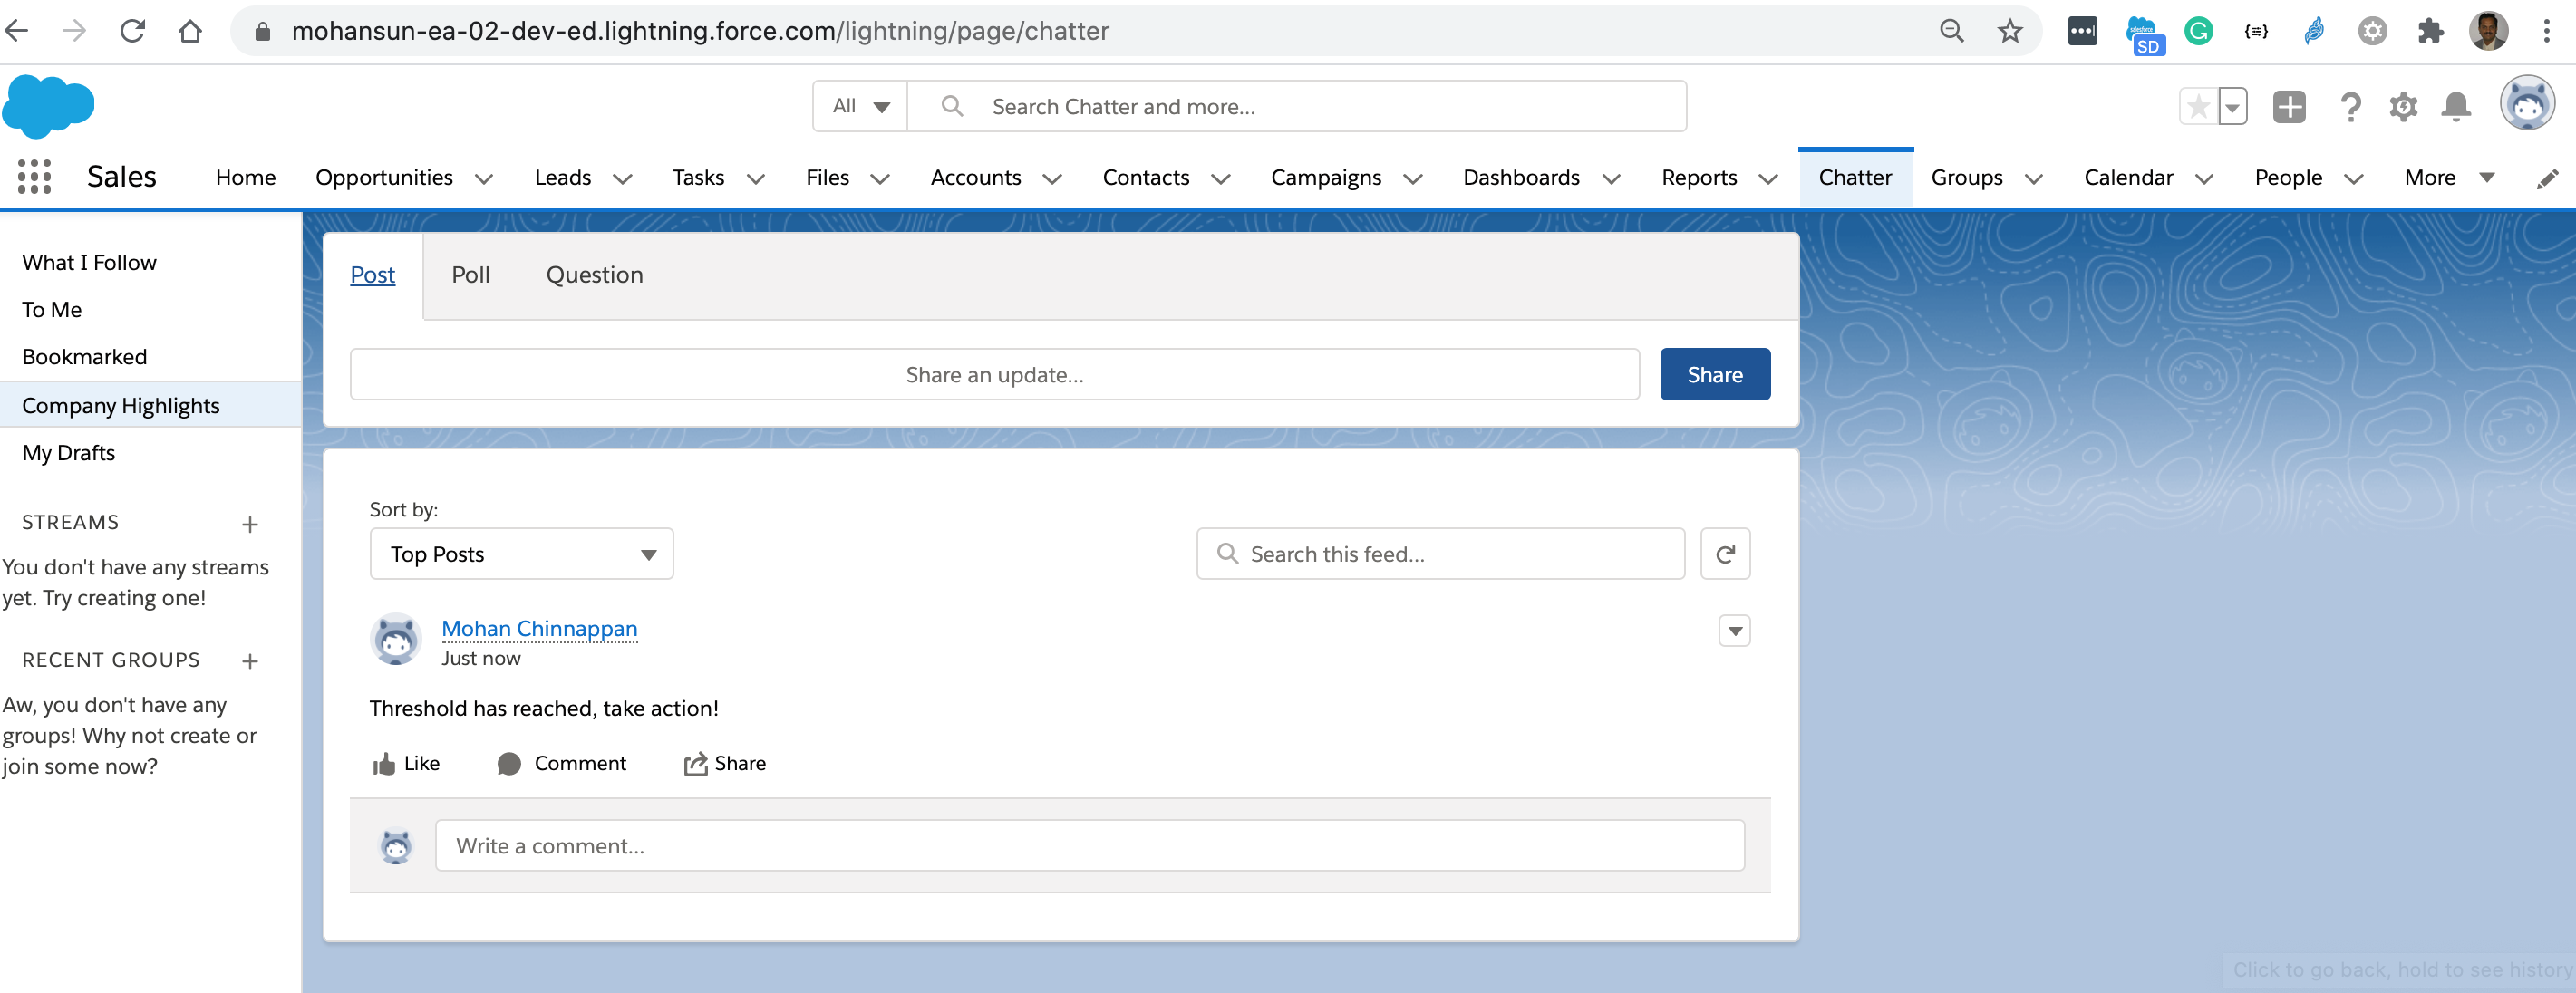 mohansun-ea-02-dev-ed.lightning.force.com/lightning/page/chatter
SD
All Search Chatter and more...
Sales Home Opportunities Leads Tasks Files Accounts Contacts Campaigns Dashboards Reports Chatter Groups Calendar People More
What I Follow
To Me
Bookmarked
Company Highlights
My Drafts
STREAMS
You don't have any streams
yet. Try creating one!
RECENT GROUPS
Aw, you don't have any
groups! Why not create or
join some now?
Post Poll Question
Share an update... Share
Sort by:
Top Posts Search this feed...
Mohan Chinnappan
Just now
Threshold has reached, take action!
Like Comment Share
Write a comment...
Click to go back, hold to see history